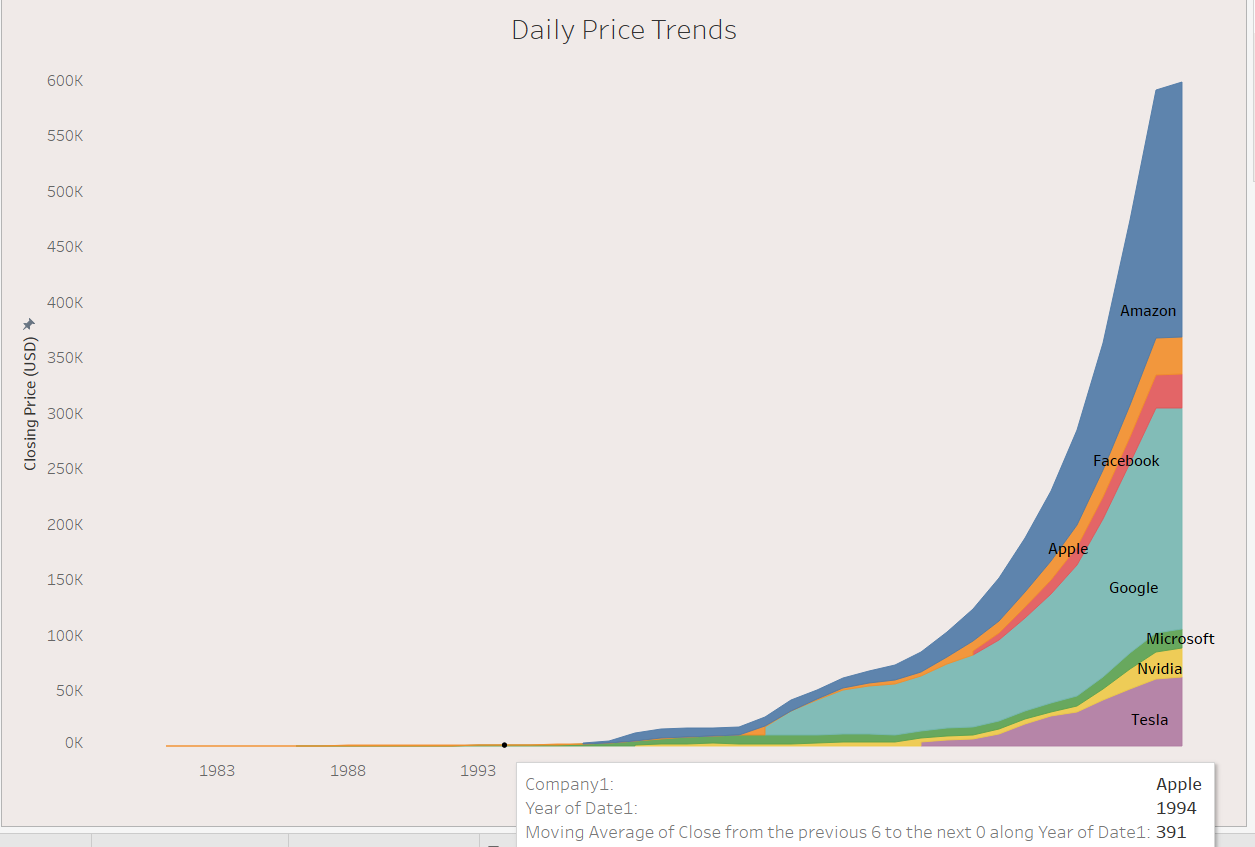 Daily Price Trends
600K
550K
500K
450K
400K
350K
300K
250K
200K
150K
100K
50K
0K
Closing Price (USD)
Amazon
Facebook
Apple
Google
Microsoft
Nvidia
Tesla
1983
1988
1993
Company1: Apple
Year of Date1: 1994
Moving Average of Close from the previous 6 to the next 0 along Year of Date1: 391